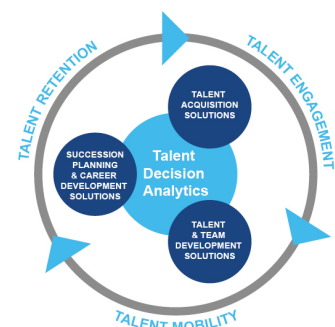 TALENT RETENTION
TALENT ENGAGEMENT
TALENT
ACQUISITION
SOLUTIONS
SUCCESSION
PLANNING
& CAREER
DEVELOPMENT
SOLUTIONS
Talent
Decision
Analytics
TALENT
& TEAM
DEVELOPMENT
SOLUTIONS
TALENT MOBILITY